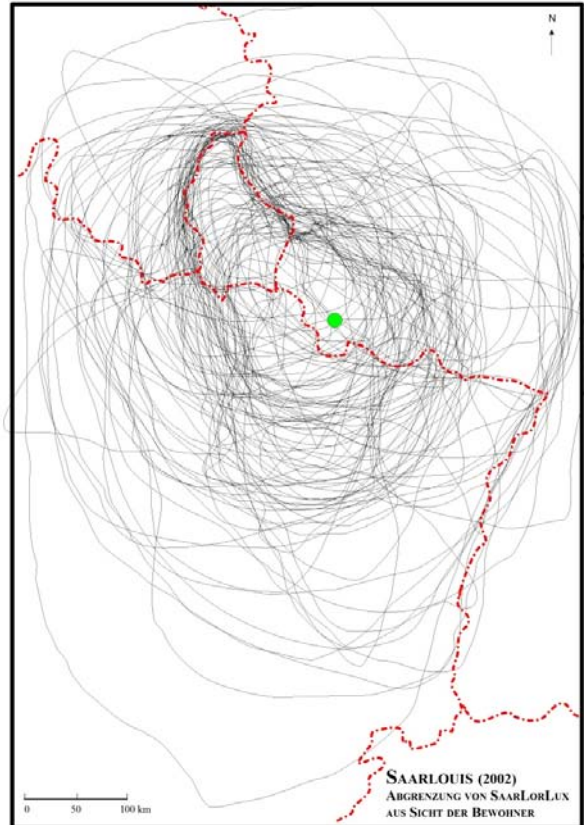 N
0 50 100 km
SAARLOUIS (2002)
ABGRENZUNG VON SAARLORLUX
AUS SICHT DER BEWOHNER